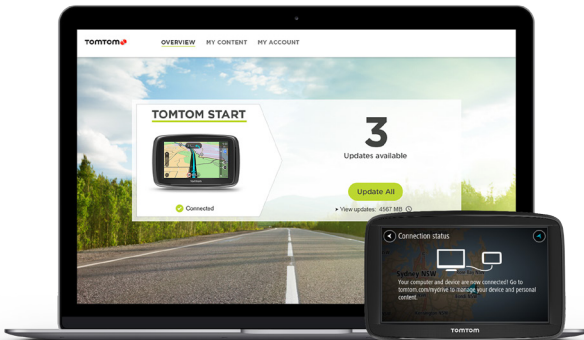 TOMTOM
OVERVIEW MY CONTENT MY ACCOUNT
TOMTOM START
Connected
3
Updates available
Update All
View updates: 4567 MB
Connection status
Sydney NSW
Your computer and device are now connected! Go to
tomtom.com/mydrive to manage your device and personal
content.
TOMTOM